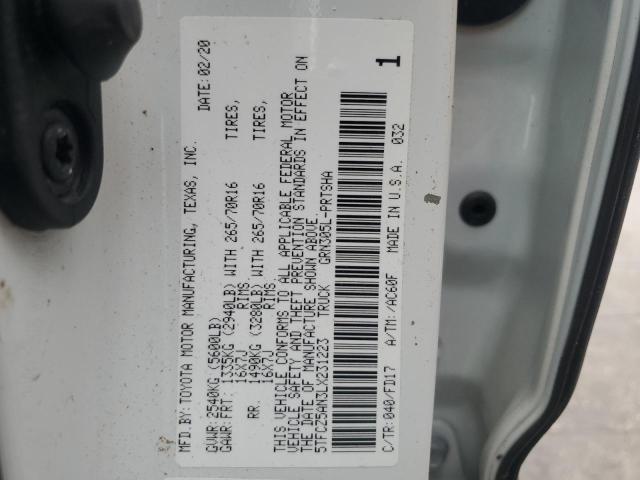 MFD BY: TOYOTA MOTOR MANUFACTURING, TEXAS, INC. DATE: 02/20
GVWR: 2540KG (5600LB)
GAWR: FRT. 1335KG (2940LB) WITH 265/70R16 TIRES,
16X7J RIMS
RR. 1490KG (3280LB) WITH 265/70R16 TIRES,
16X7J RIMS
THIS VEHICLE CONFORMS TO ALL APPLICABLE FEDERAL MOTOR
VEHICLE SAFETY AND THEFT PREVENTION STANDARDS IN EFFECT ON
THE DATE OF MANUFACTURE SHOWN ABOVE.
5TFCZ5AN3LX231223 TRUCK GRN305L-PRTSHA
1
C/TR: 040/FD17 A/TM: /AC60F MADE IN U.S.A. 032